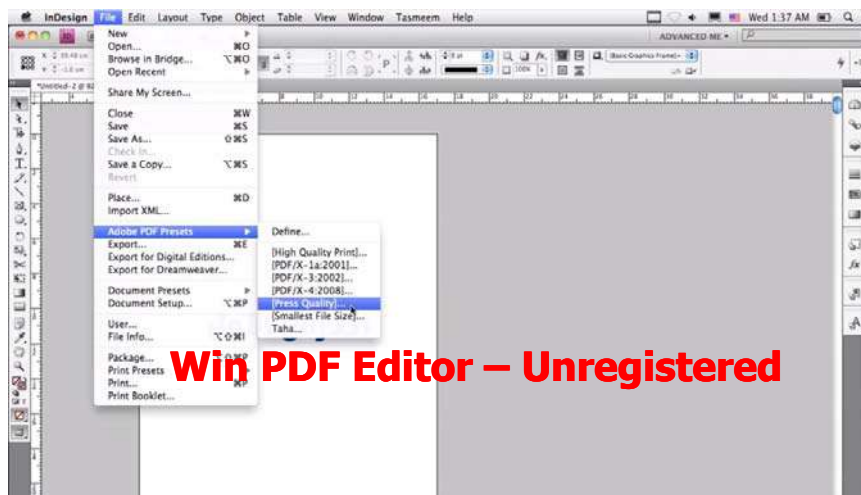 InDesign File Edit Layout Type Object Table View Window Tasmeem Help Wed 1:37 AM
ADVANCED ME
New
Open... ⌘O
Browse in Bridge... ⌥⌘O
Open Recent
Share My Screen...
Close ⌘W
Save ⌘S
Save As... ⇧⌘S
Check In...
Save a Copy... ⌥⌘S
Revert
Place... ⌘D
Import XML...
Adobe PDF Presets
Export... ⌘E
Export for Digital Editions...
Export for Dreamweaver...
Document Presets
Document Setup... ⌥⌘P
User...
File Info... ⌥⇧⌘I
Package...
Print Presets
Print... ⌘P
Print Booklet...
Define...
[High Quality Print]...
[PDF/X-1a:2001]...
[PDF/X-3:2002]...
[PDF/X-4:2008]...
[Press Quality]...
[Smallest File Size]...
Taha...
Win PDF Editor – Unregistered